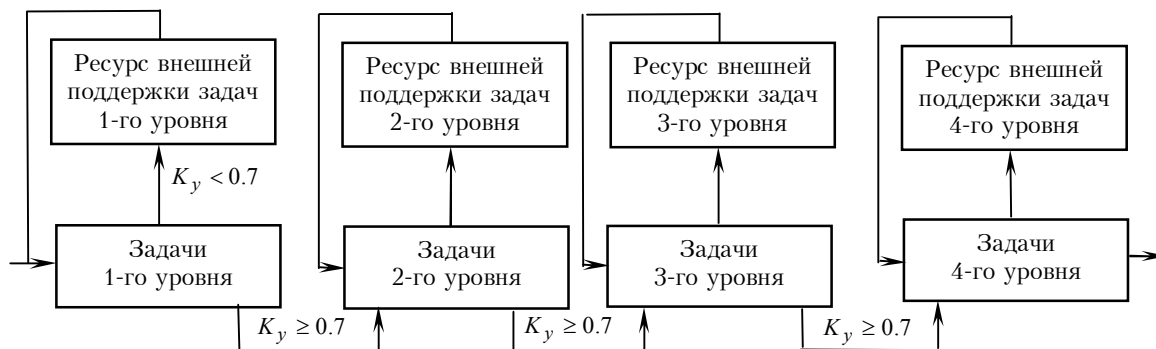 Ресурс внешней
поддержки задач
1-го уровня
Ресурс внешней
поддержки задач
2-го уровня
Ресурс внешней
поддержки задач
3-го уровня
Ресурс внешней
поддержки задач
4-го уровня
K_y < 0.7
Задачи
1-го уровня
Задачи
2-го уровня
Задачи
3-го уровня
Задачи
4-го уровня
K_y ≥ 0.7
K_y ≥ 0.7
K_y ≥ 0.7